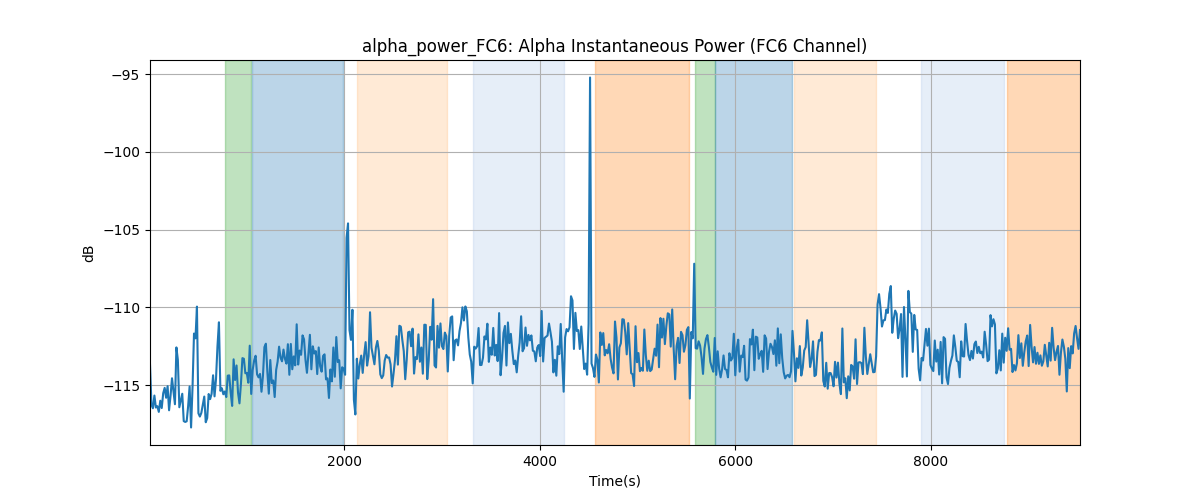 alpha_power_FC6: Alpha Instantaneous Power (FC6 Channel)
−95
−100
−105
−110
−115
dB
2000 4000 6000 8000
Time(s)